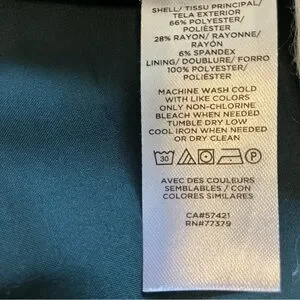 SHELL/ TISSU PRINCIPAL/
TELA EXTERIOR
66% POLYESTER/
POLIÉSTER
28% RAYON/ RAYONNE/
RAYÓN
6% SPANDEX
LINING/ DOUBLURE/ FORRO
100% POLYESTER/
POLIÉSTER
MACHINE WASH COLD
WITH LIKE COLORS
ONLY NON-CHLORINE
BLEACH WHEN NEEDED
TUMBLE DRY LOW
COOL IRON WHEN NEEDED
OR DRY CLEAN
30 P
AVEC DES COULEURS
SEMBLABLES / CON
COLORES SIMILARES
CA#57421
RN#77379